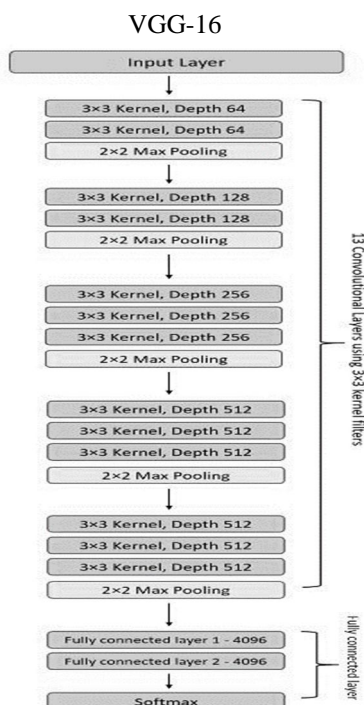 VGG-16
Input Layer
3×3 Kernel, Depth 64
3×3 Kernel, Depth 64
2×2 Max Pooling
3×3 Kernel, Depth 128
3×3 Kernel, Depth 128
2×2 Max Pooling
3×3 Kernel, Depth 256
3×3 Kernel, Depth 256
3×3 Kernel, Depth 256
2×2 Max Pooling
3×3 Kernel, Depth 512
3×3 Kernel, Depth 512
3×3 Kernel, Depth 512
2×2 Max Pooling
3×3 Kernel, Depth 512
3×3 Kernel, Depth 512
3×3 Kernel, Depth 512
2×2 Max Pooling
13 Convolutional Layers using 3×3 kernel filters
Fully connected layer 1 - 4096
Fully connected layer 2 - 4096
Softmax
Fully connected layer